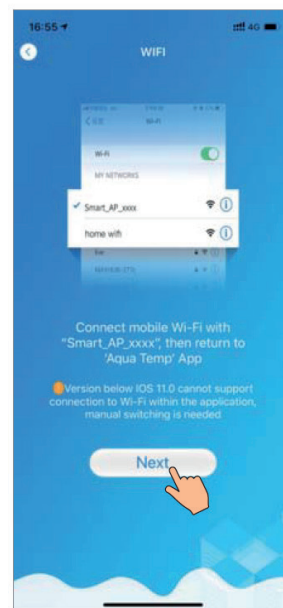 16:55
4G
WIFI
Wi-Fi
Wi-Fi
MY NETWORKS
Smart_AP_xxxx
home wifi
Connect mobile Wi-Fi with
"Smart_AP_xxxx", then return to
'Aqua Temp' App
Version below IOS 11.0 cannot support
connection to Wi-Fi within the application,
manual switching is needed
Next